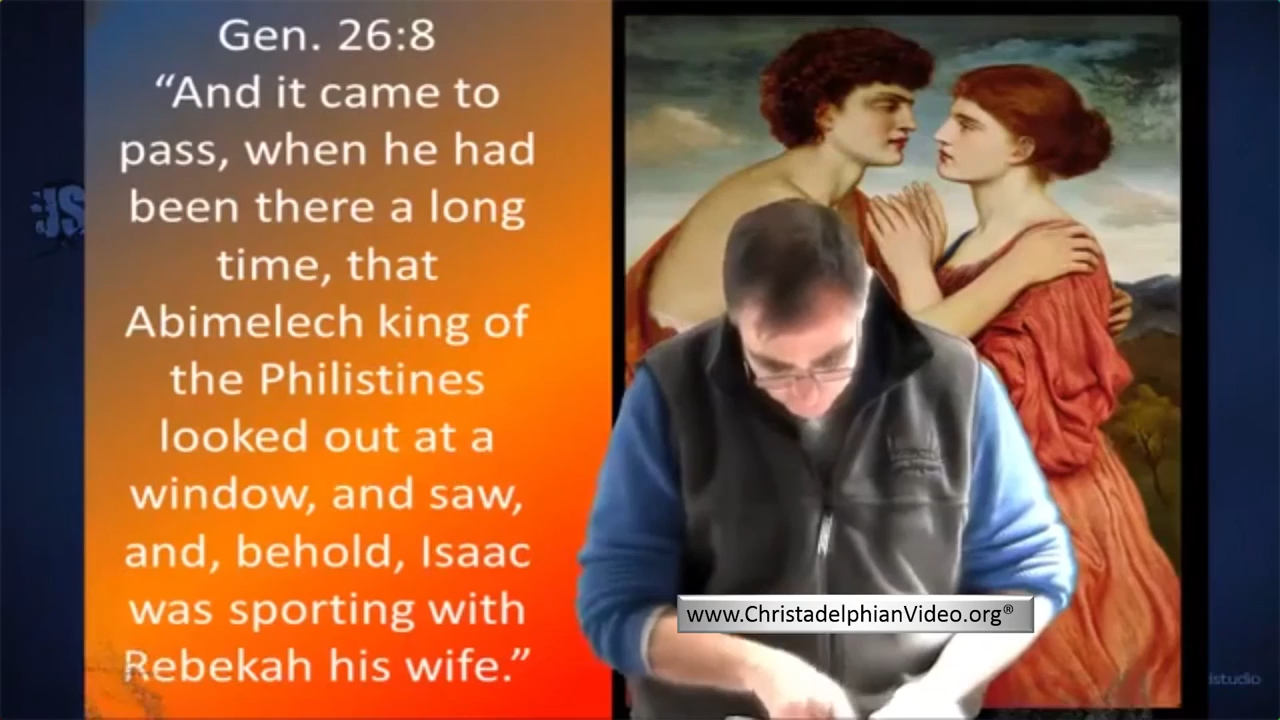 Gen. 26:8
“And it came to
pass, when he had
been there a long
time, that
Abimelech king of
the Philistines
looked out at a
window, and saw,
and, behold, Isaac
was sporting with
Rebekah his wife.”
www.ChristadelphianVideo.org®